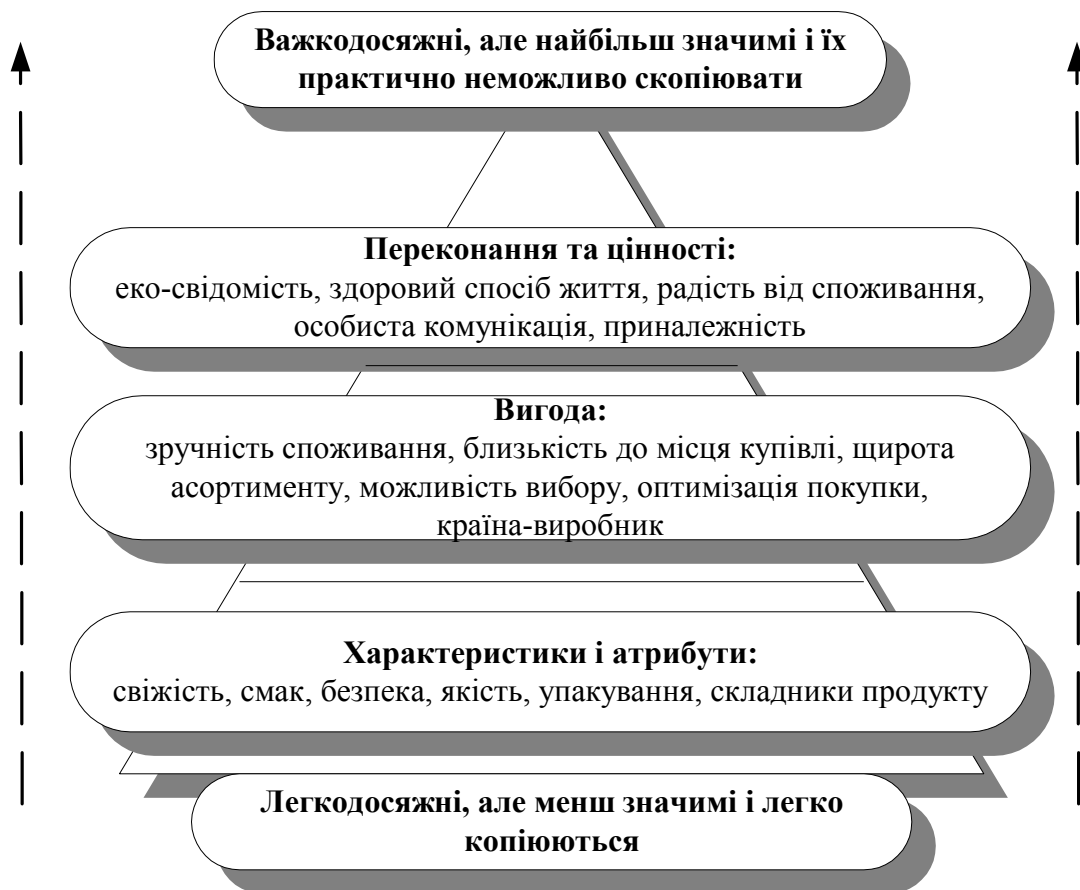 Важкодосяжні, але найбільш значимі і їх
практично неможливо скопіювати
Переконання та цінності:
еко-свідомість, здоровий спосіб життя, радість від споживання,
особиста комунікація, приналежність
Вигода:
зручність споживання, близькість до місця купівлі, щирота
асортименту, можливість вибору, оптимізація покупки,
країна-виробник
Характеристики і атрибути:
свіжість, смак, безпека, якість, упакування, складники продукту
Легкодосяжні, але менш значимі і легко
копіюються